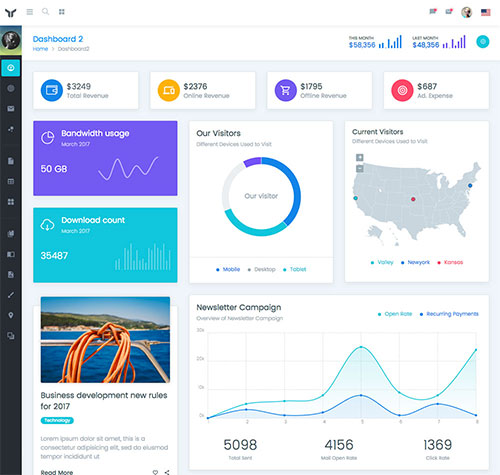 Dashboard 2
Home > Dashboard2
THIS MONTH
$58,356
LAST MONTH
$48,356
$3249
Total Revenue
$2376
Online Revenue
$1795
Offline Revenue
$687
Ad. Expense
Bandwidth usage
March 2017
50 GB
Download count
March 2017
35487
Our Visitors
Different Devices Used to Visit
Our visitor
Mobile
Desktop
Tablet
Current Visitors
Different Devices Used to Visit
+
-
Valley
Newyork
Kansas
Business development new rules
for 2017
Technology
Lorem ipsum dolor sit amet, this is a
consectetur adipisicing elit, sed do eiusmod
tempor incididunt ut
Read More
Newsletter Campaign
Overview of Newsletter Campaign
Open Rate
Recurring Payments
20k
10k
0k
2
3
4
5
6
7
8
5098
Total Sent
4156
Mail Open Rate
1369
Click Rate